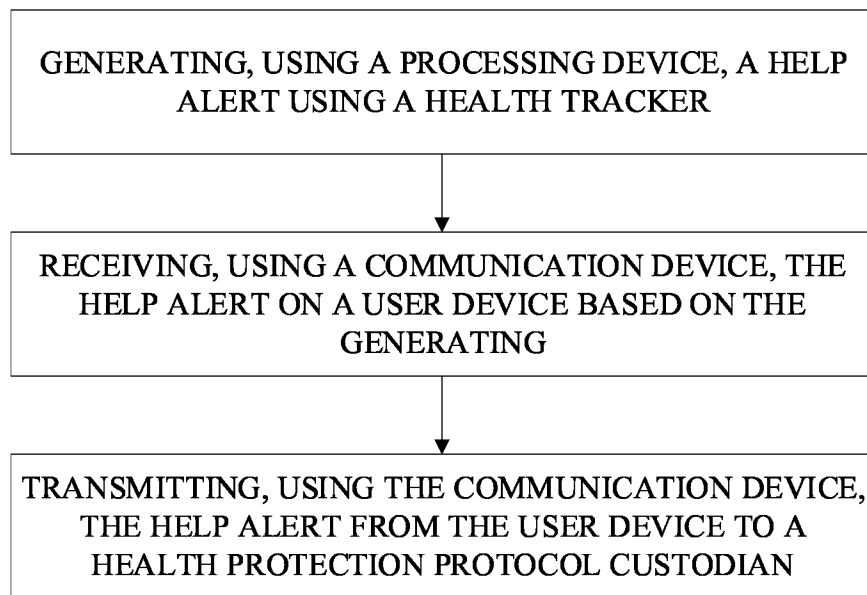 GENERATING, USING A PROCESSING DEVICE, A HELP
ALERT USING A HEALTH TRACKER
RECEIVING, USING A COMMUNICATION DEVICE, THE
HELP ALERT ON A USER DEVICE BASED ON THE
GENERATING
TRANSMITTING, USING THE COMMUNICATION DEVICE,
THE HELP ALERT FROM THE USER DEVICE TO A
HEALTH PROTECTION PROTOCOL CUSTODIAN